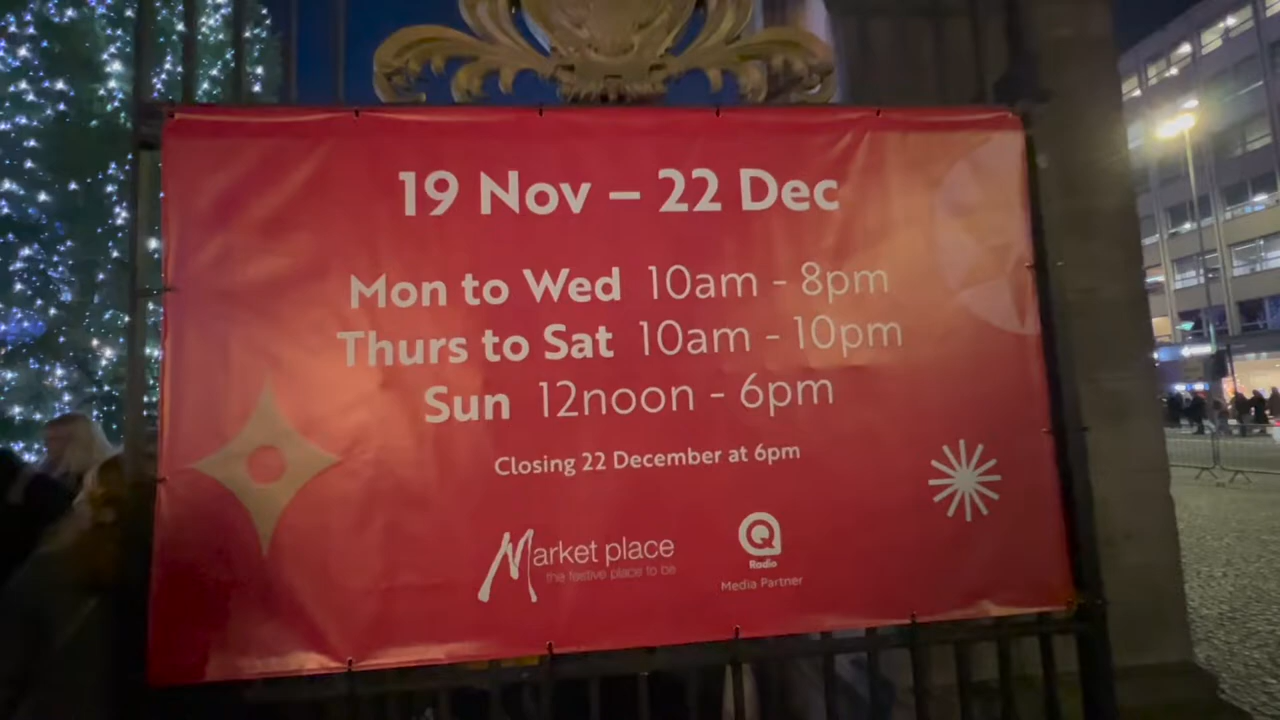 19 Nov – 22 Dec
Mon to Wed 10am - 8pm
Thurs to Sat 10am - 10pm
Sun 12noon - 6pm
Closing 22 December at 6pm
Market place
the festive place to be
Q
Radio
Media Partner